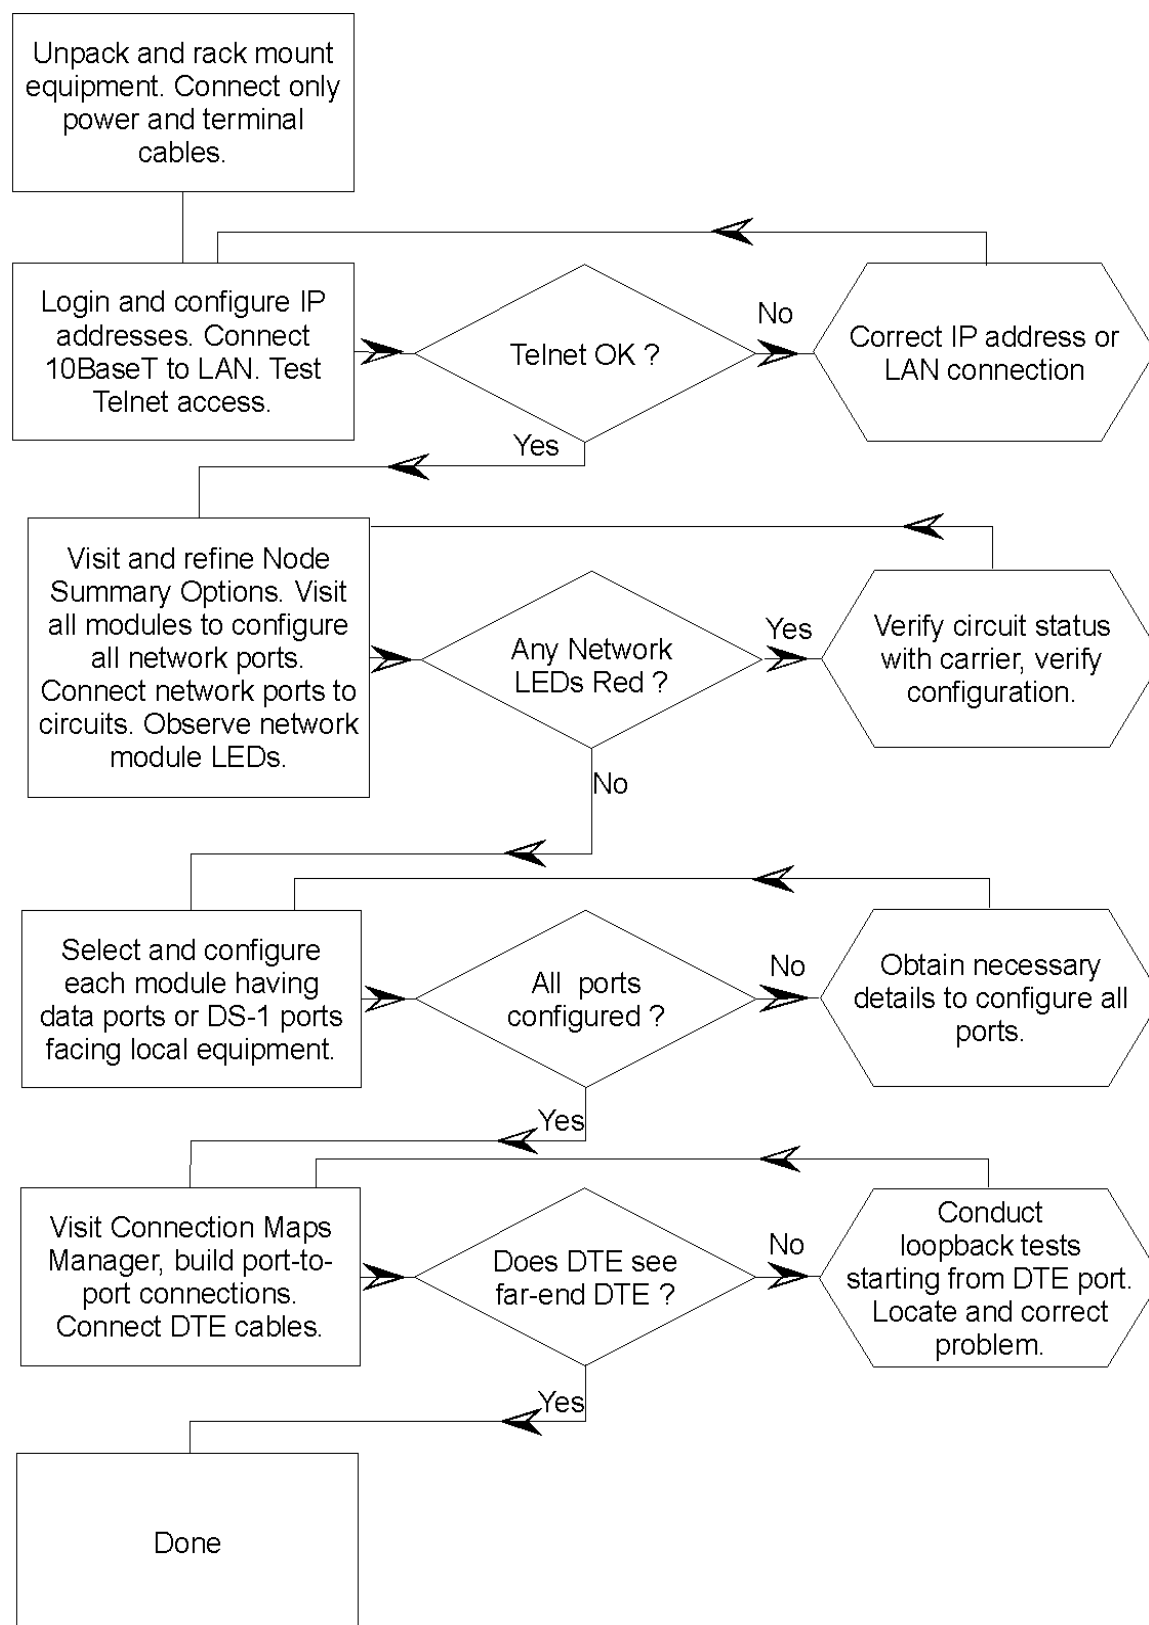 Unpack and rack mount
equipment. Connect only
power and terminal
cables.
Login and configure IP
addresses. Connect
10BaseT to LAN. Test
Telnet access.
Telnet OK ?
No
Correct IP address or
LAN connection
Yes
Visit and refine Node
Summary Options. Visit
all modules to configure
all network ports.
Connect network ports to
circuits. Observe network
module LEDs.
Any Network
LEDs Red ?
Yes
Verify circuit status
with carrier, verify
configuration.
No
Select and configure
each module having
data ports or DS-1 ports
facing local equipment.
All ports
configured ?
No
Obtain necessary
details to configure all
ports.
Yes
Visit Connection Maps
Manager, build port-to-
port connections.
Connect DTE cables.
Does DTE see
far-end DTE ?
No
Conduct
loopback tests
starting from DTE port.
Locate and correct
problem.
Yes
Done